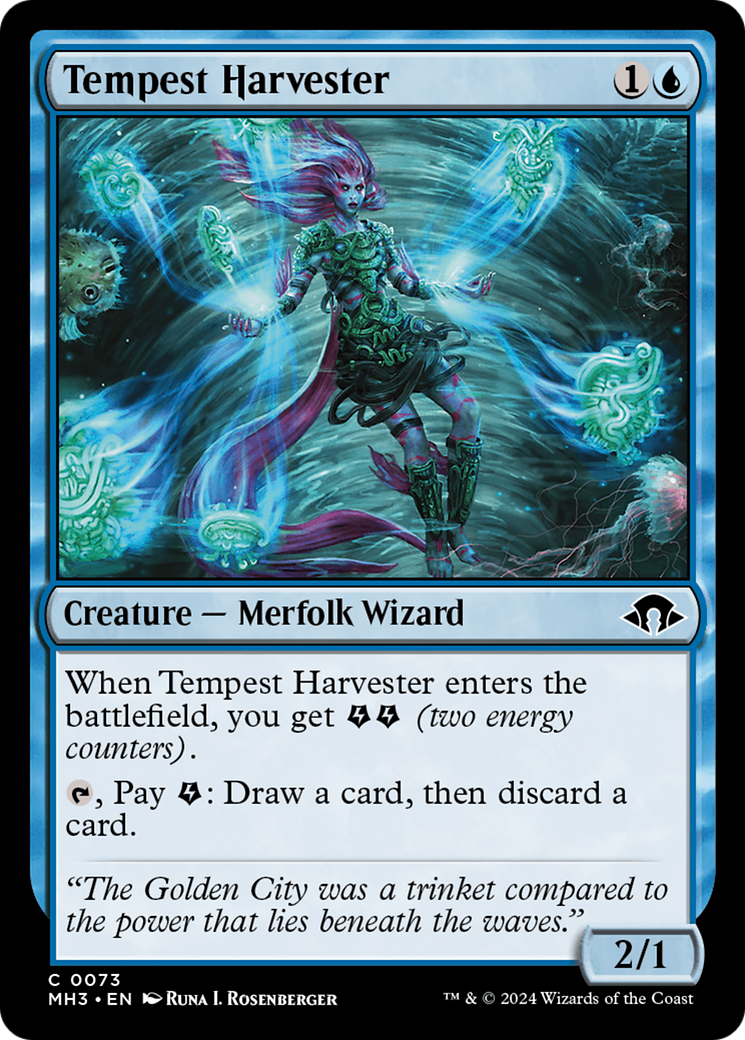 Tempest Harvester 1
Creature — Merfolk Wizard
When Tempest Harvester enters the
battlefield, you get (two energy
counters).
, Pay : Draw a card, then discard a
card.
“The Golden City was a trinket compared to
the power that lies beneath the waves.”
2/1
C 0073
MH3 • EN Runa I. Rosenberger ™ & © 2024 Wizards of the Coast